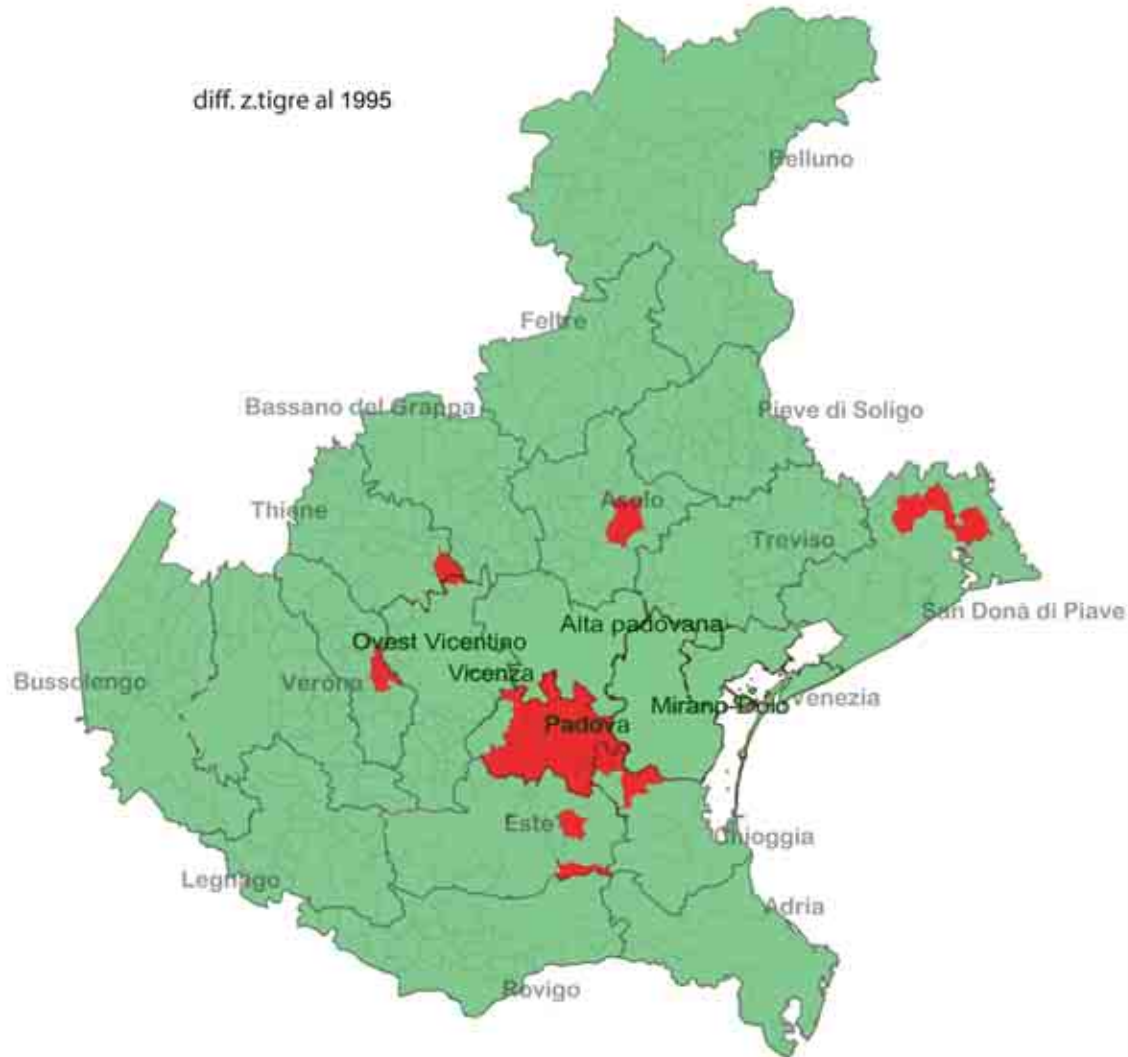 diff. z.tigre al 1995
Belluno
Feltre
Bassano del Grappa
Pieve di Soligo
Asolo
Thiene
Treviso
San Donà di Piave
Alta padovana
Ovest Vicentino
Vicenza
Bussolengo
Verona
Mirano-Dolo
Venezia
Padova
Este
Chioggia
Legnago
Adria
Rovigo